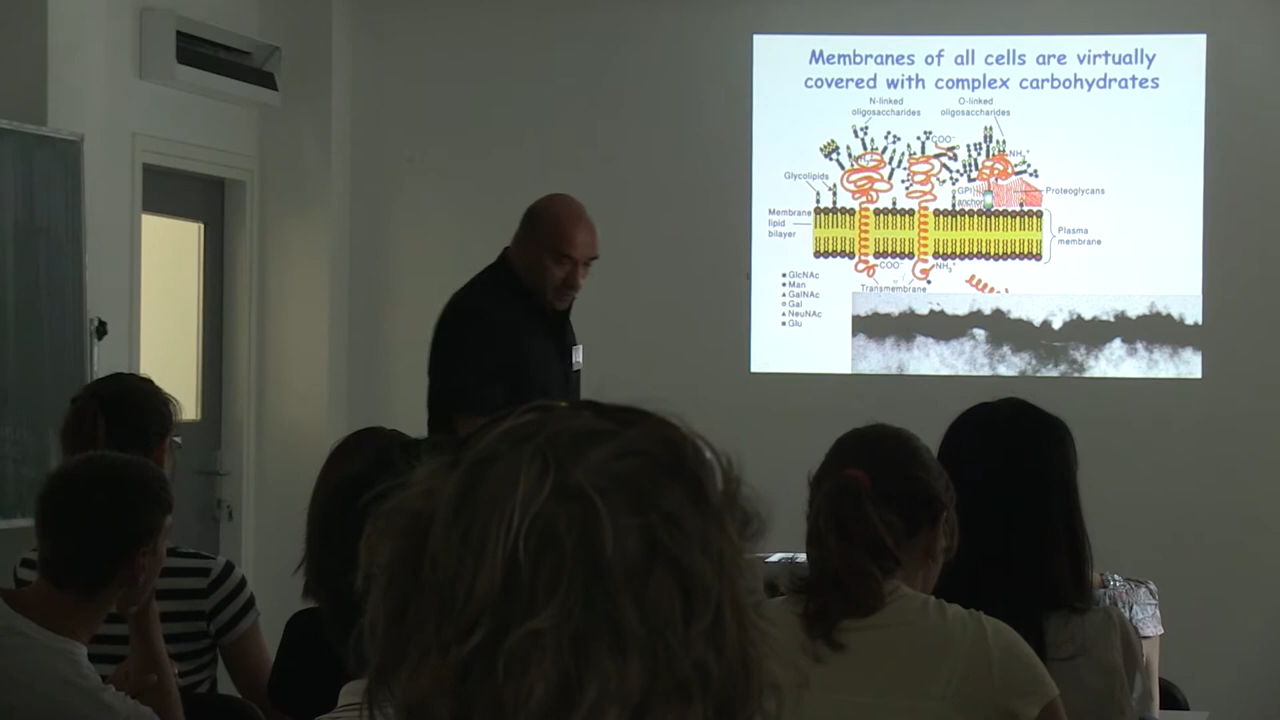 Membranes of all cells are virtually
covered with complex carbohydrates
N-linked
oligosaccharides
O-linked
oligosaccharides
COO⁻
NH₃⁺
Glycolipids
GPI
anchor
Proteoglycans
Membrane
lipid
bilayer
Plasma
membrane
COO⁻
NH₃⁺
Transmembrane
GlcNAc
Man
GalNAc
Gal
NeuNAc
Glu